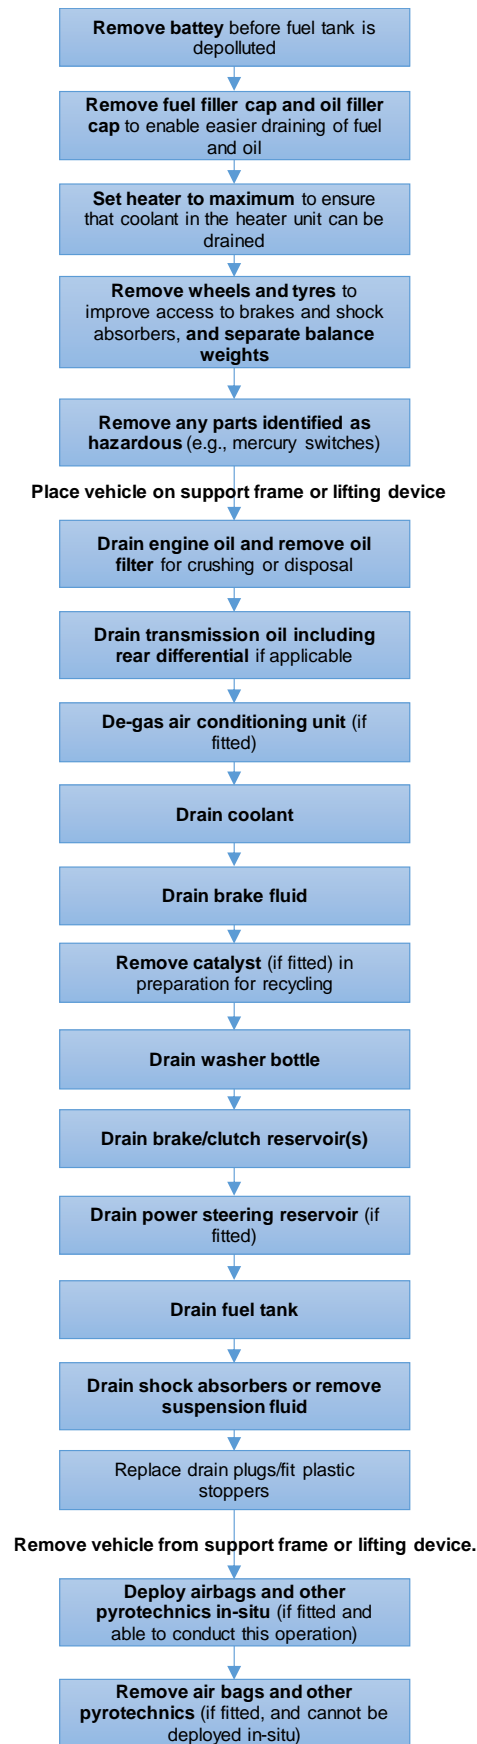 Remove battey before fuel tank is
depolluted
Remove fuel filler cap and oil filler
cap to enable easier draining of fuel
and oil
Set heater to maximum to ensure
that coolant in the heater unit can be
drained
Remove wheels and tyres to
improve access to brakes and shock
absorbers, and separate balance
weights
Remove any parts identified as
hazardous (e.g., mercury switches)
Place vehicle on support frame or lifting device
Drain engine oil and remove oil
filter for crushing or disposal
Drain transmission oil including
rear differential if applicable
De-gas air conditioning unit (if
fitted)
Drain coolant
Drain brake fluid
Remove catalyst (if fitted) in
preparation for recycling
Drain washer bottle
Drain brake/clutch reservoir(s)
Drain power steering reservoir (if
fitted)
Drain fuel tank
Drain shock absorbers or remove
suspension fluid
Replace drain plugs/fit plastic
stoppers
Remove vehicle from support frame or lifting device.
Deploy airbags and other
pyrotechnics in-situ (if fitted and
able to conduct this operation)
Remove air bags and other
pyrotechnics (if fitted, and cannot be
deployed in-situ)